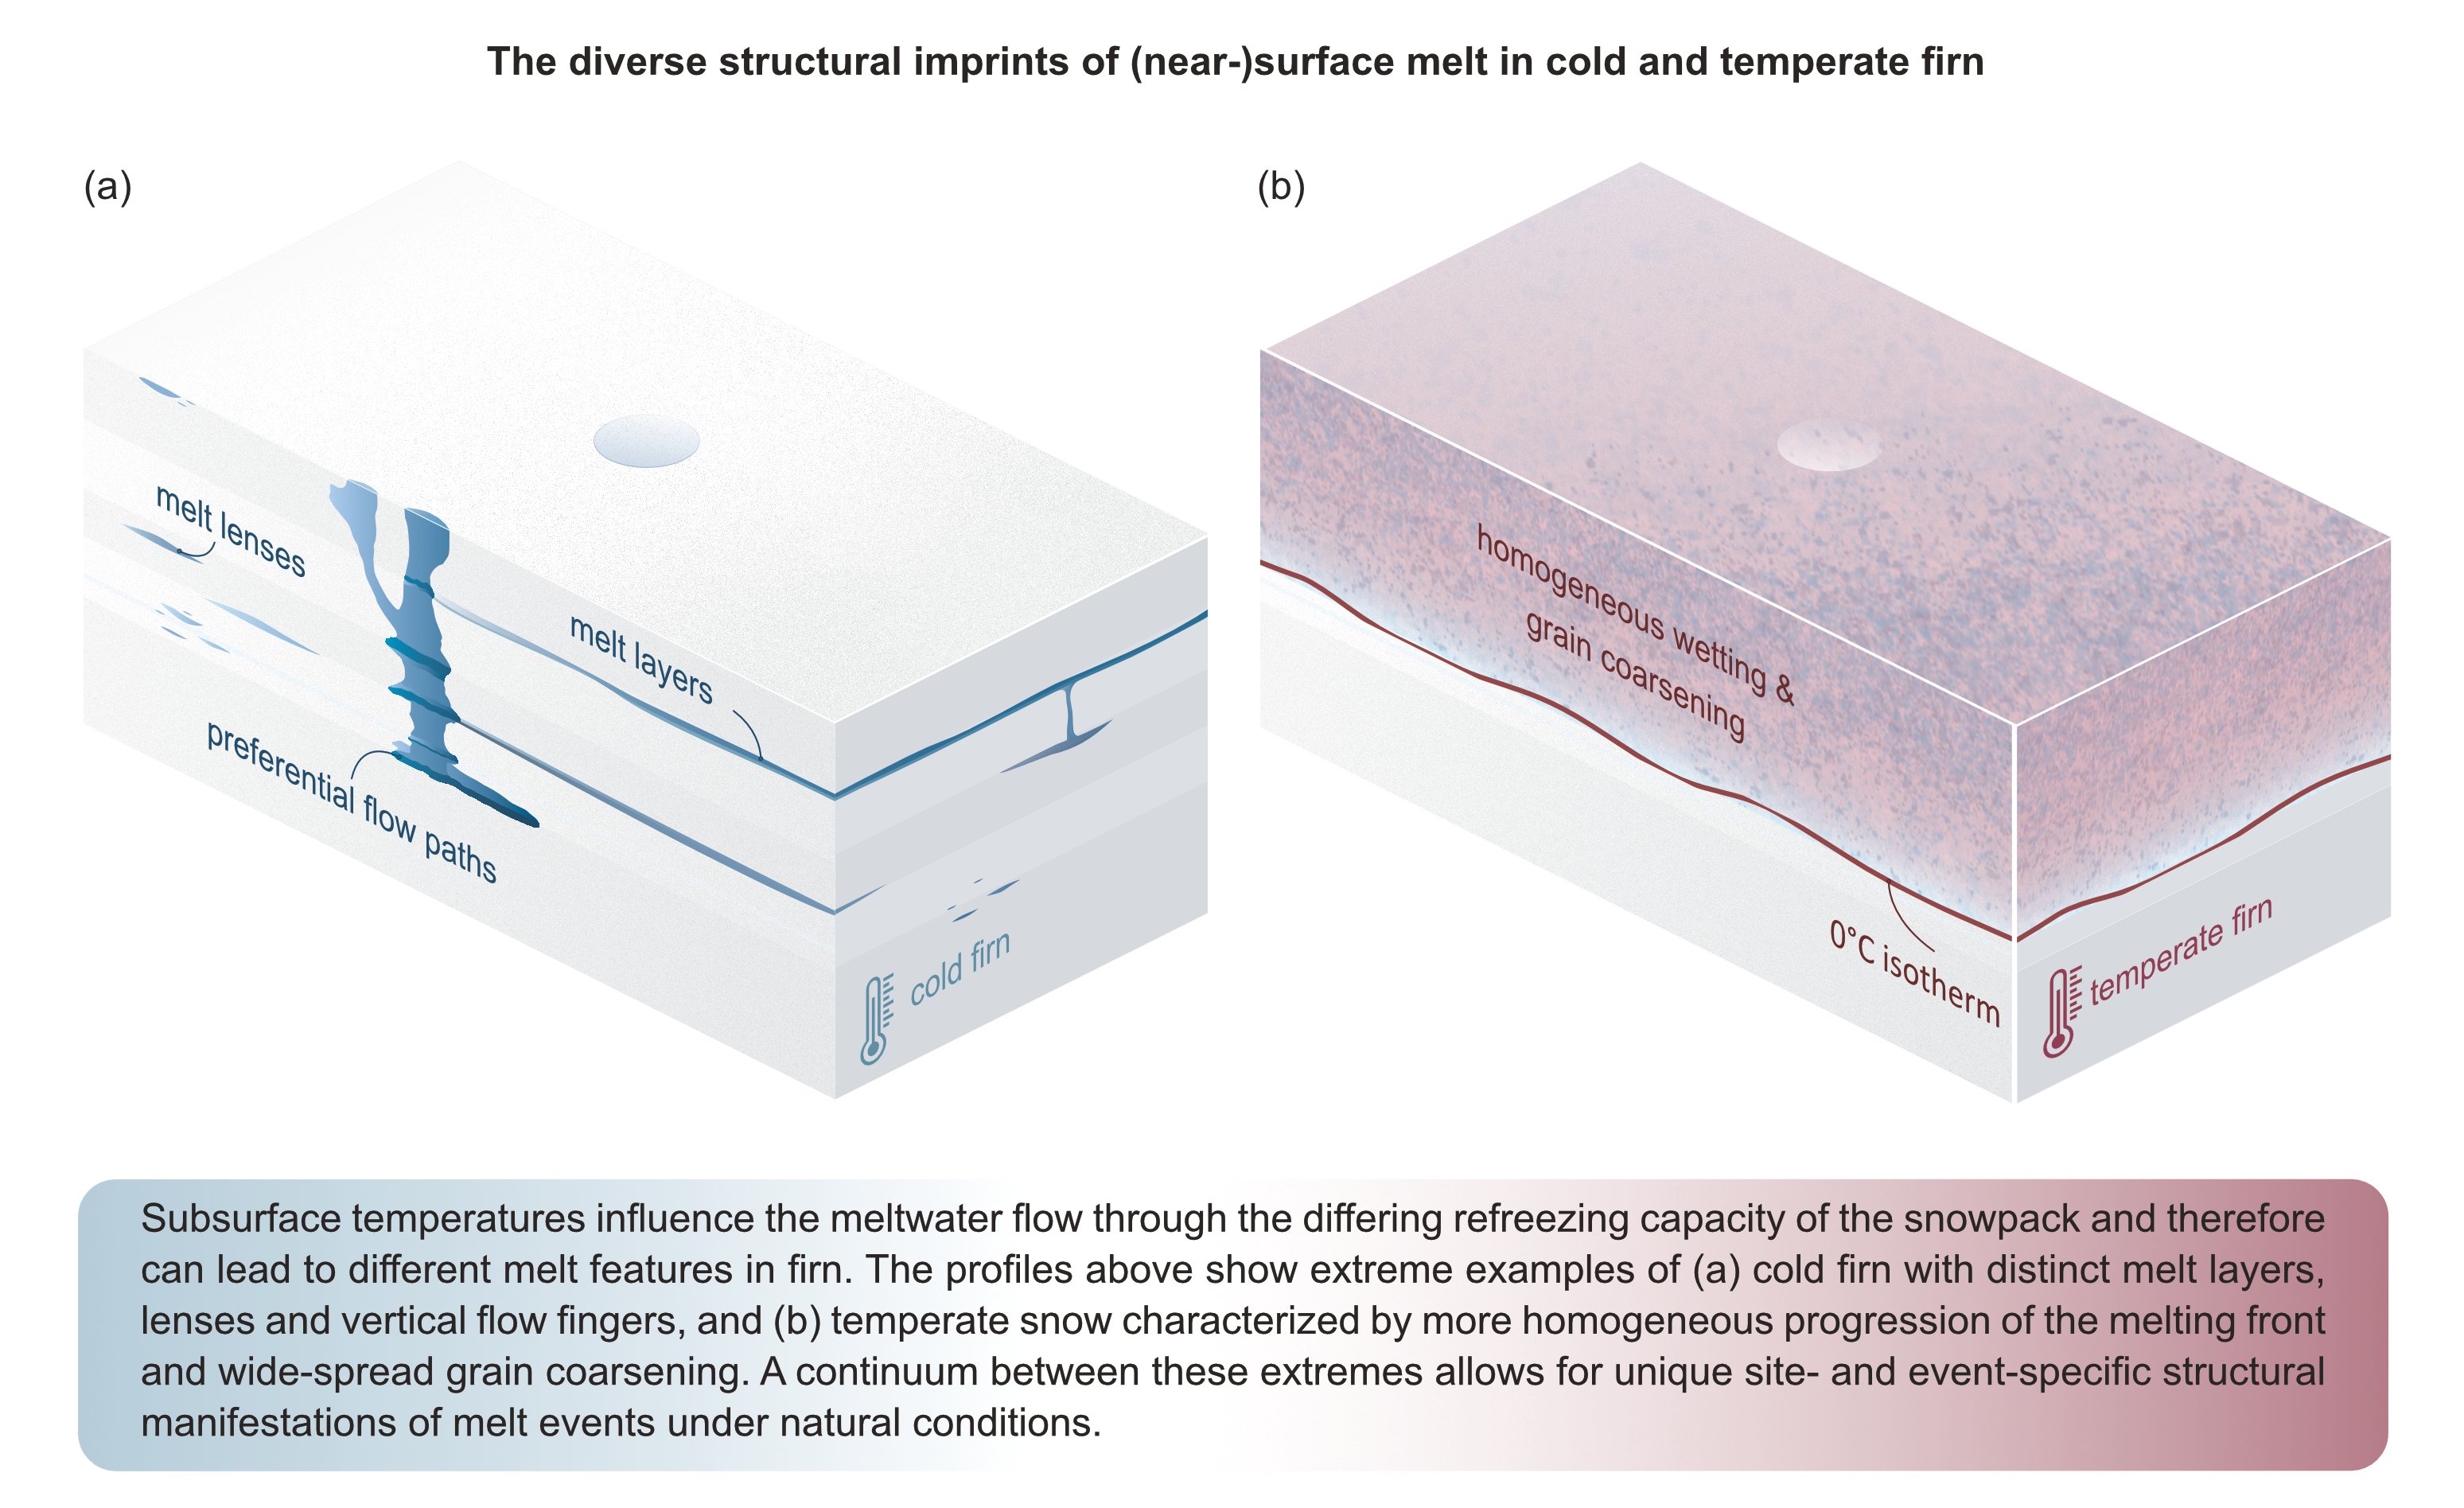 The diverse structural imprints of (near-)surface melt in cold and temperate firn
(a)
melt lenses
melt layers
preferential flow paths
cold firn
(b)
homogeneous wetting &
grain coarsening
0°C isotherm
temperate firn
Subsurface temperatures influence the meltwater flow through the differing refreezing capacity of the snowpack and therefore
can lead to different melt features in firn. The profiles above show extreme examples of (a) cold firn with distinct melt layers,
lenses and vertical flow fingers, and (b) temperate snow characterized by more homogeneous progression of the melting front
and wide-spread grain coarsening. A continuum between these extremes allows for unique site- and event-specific structural
manifestations of melt events under natural conditions.